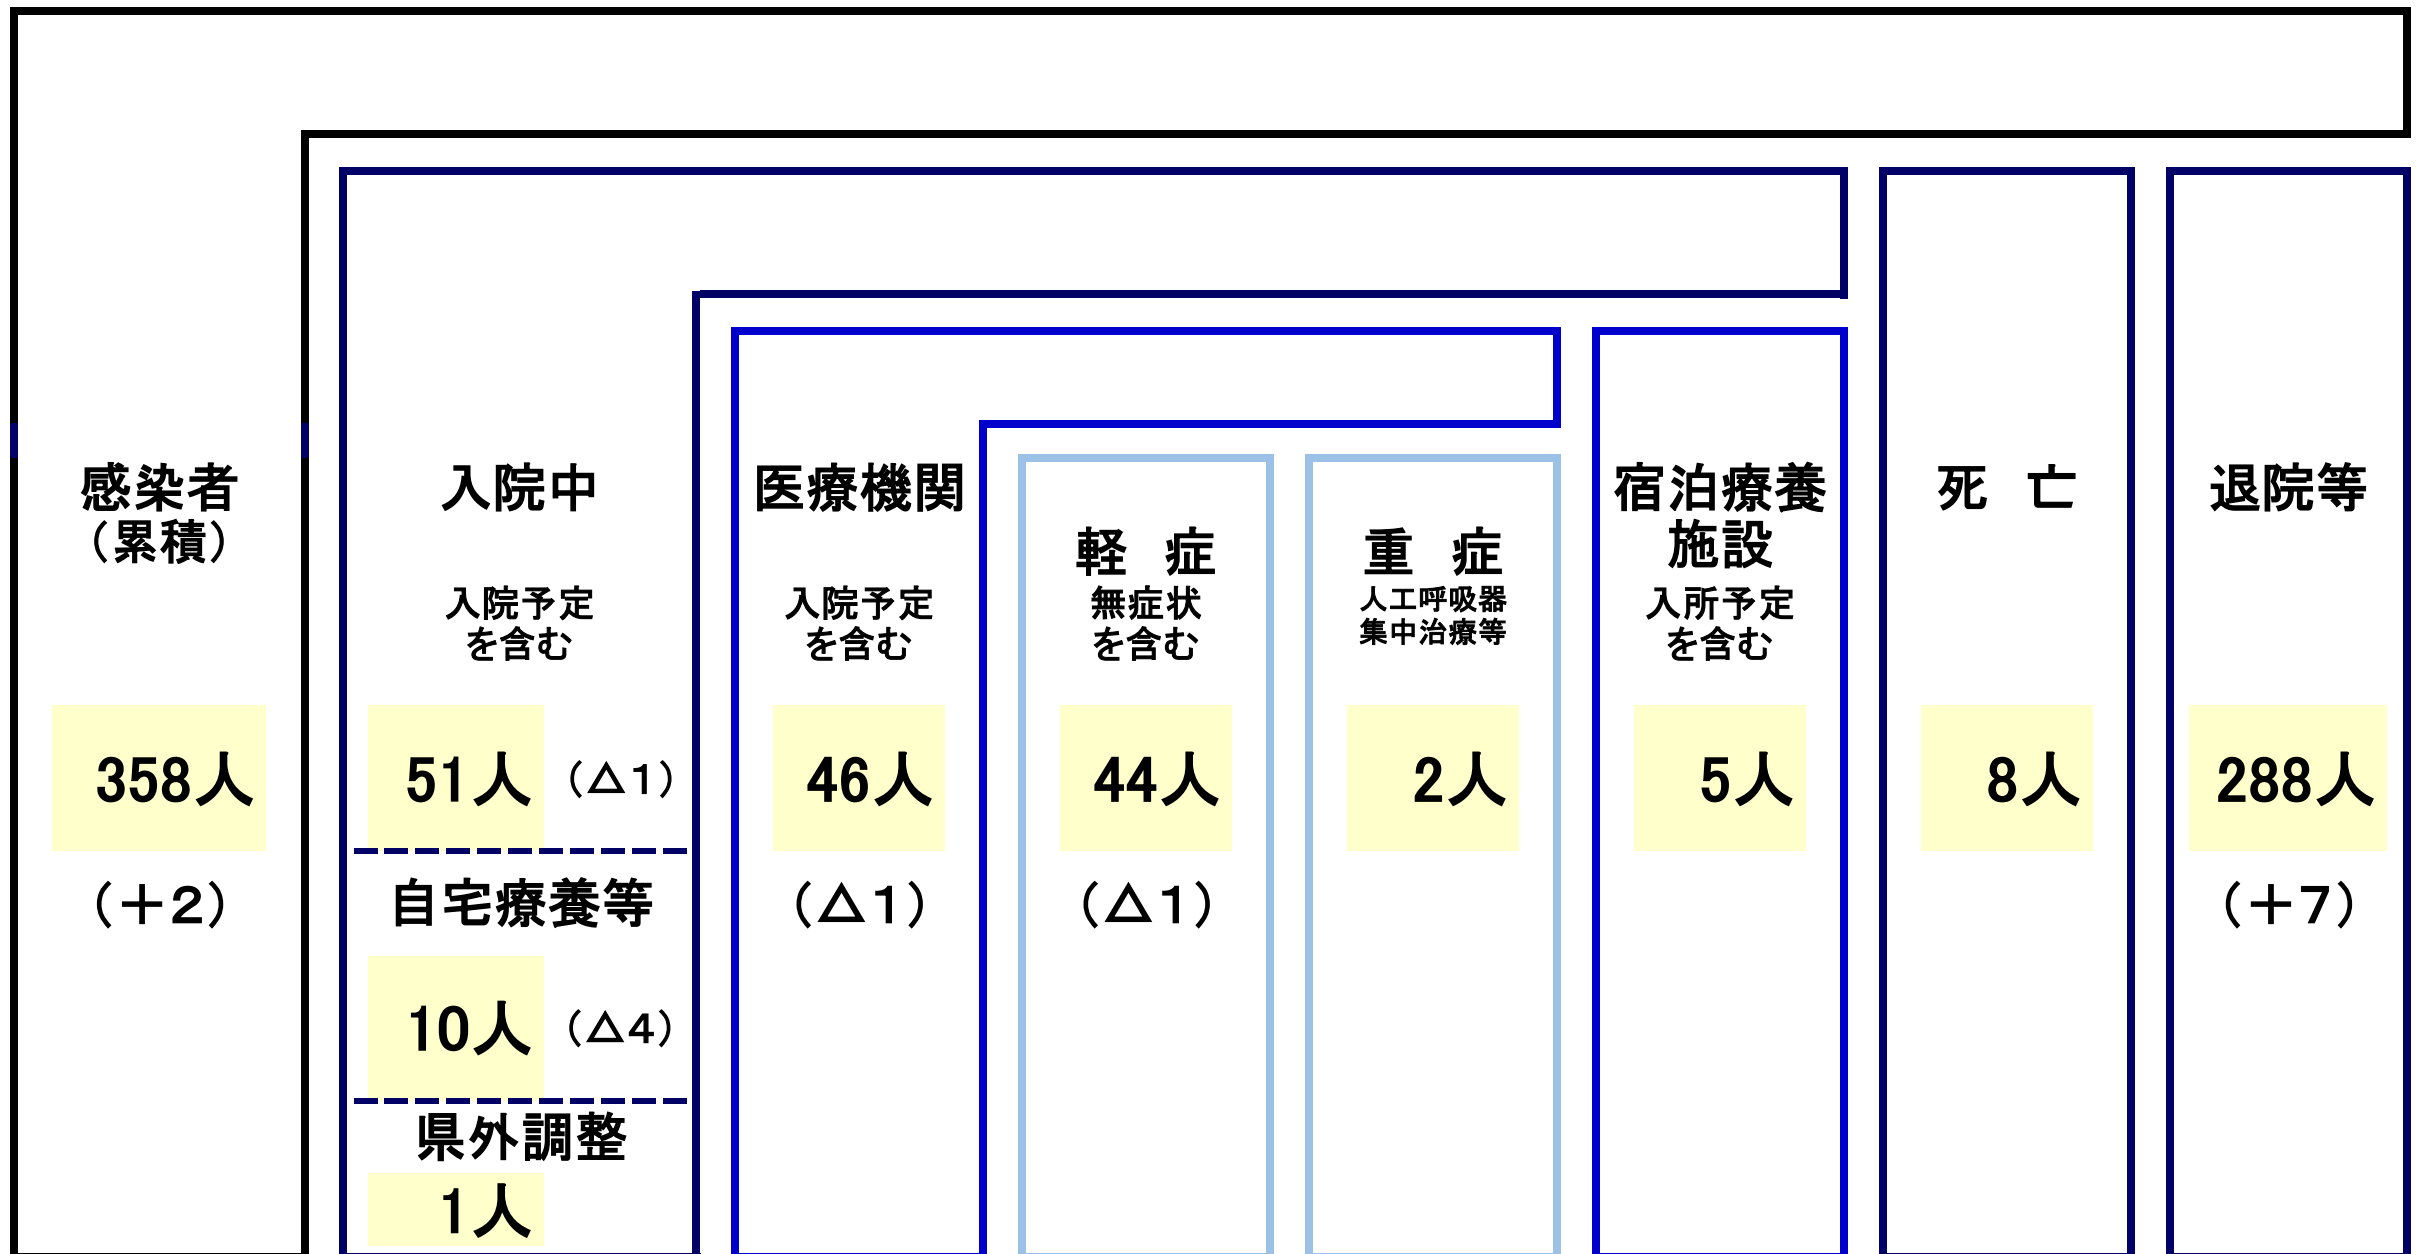 感染者
（累積）
358人
（＋2）
入院中
入院予定
を含む
51人 （△1）
自宅療養等
10人 （△4）
県外調整
1人
医療機関
入院予定
を含む
46人
（△1）
軽　症
無症状
を含む
44人
（△1）
重　症
人工呼吸器
集中治療等
2人
宿泊療養
施設
入所予定
を含む
5人
死　亡
8人
退院等
288人
（＋7）